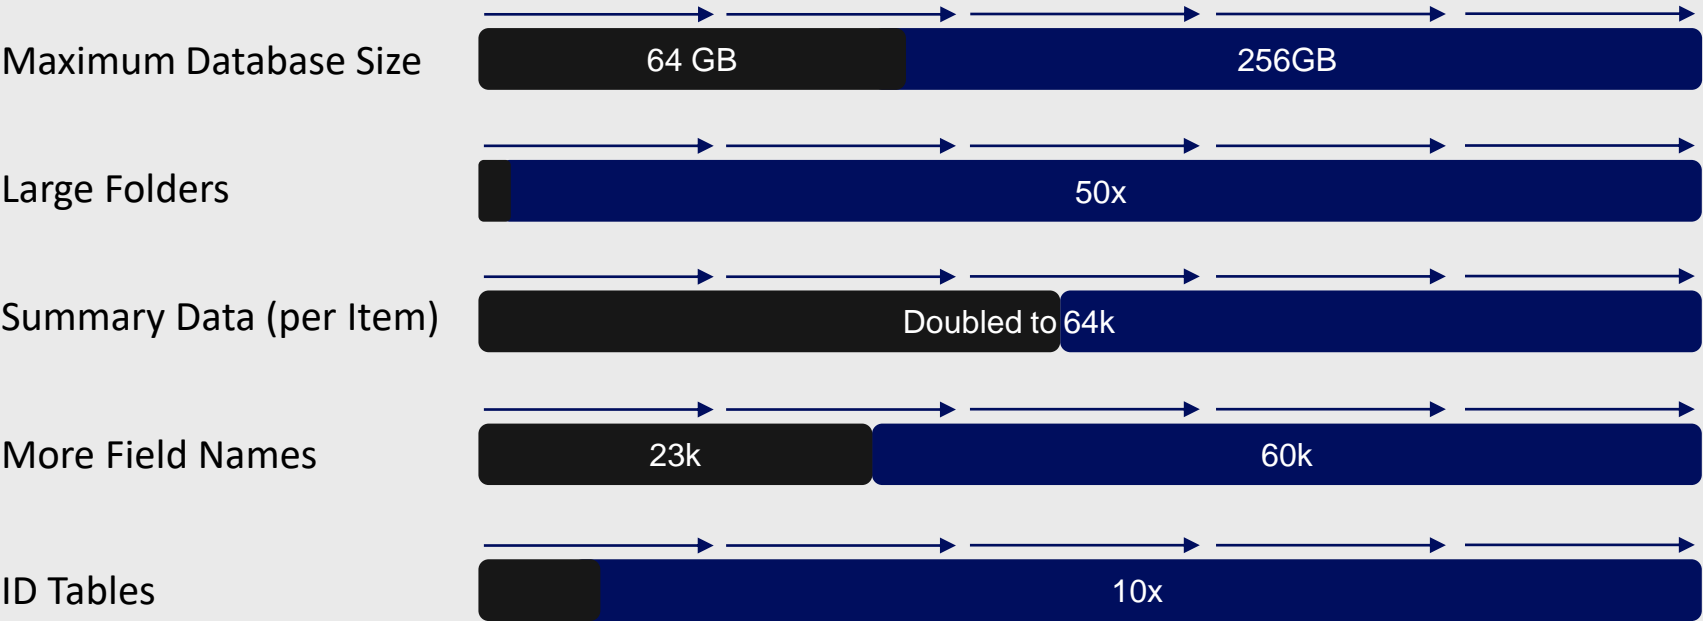 Maximum Database Size 64 GB 256GB
Large Folders 50x
Summary Data (per Item) Doubled to 64k
More Field Names 23k 60k
ID Tables 10x